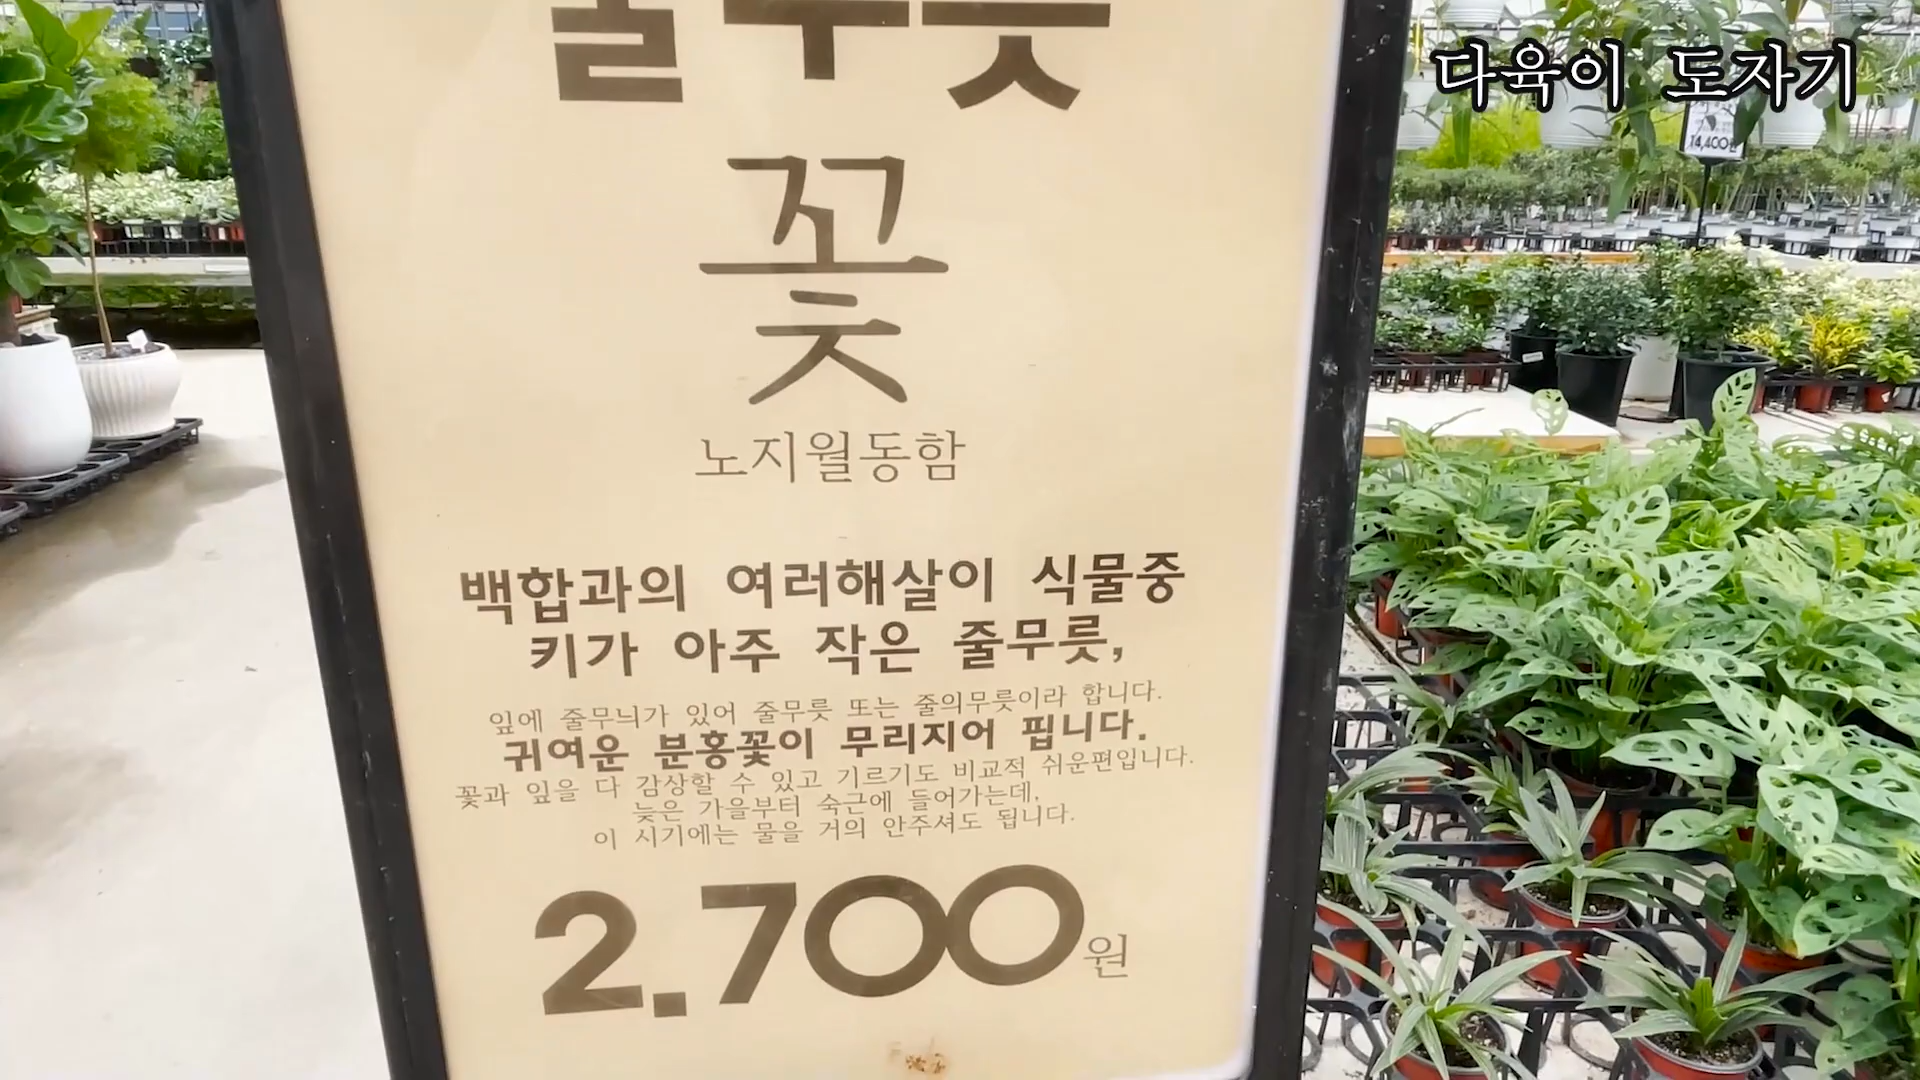 줄무릇
꽃
노지월동함
백합과의 여러해살이 식물중
키가 아주 작은 줄무릇,
잎에 줄무늬가 있어 줄무릇 또는 줄의무릇이라 합니다.
귀여운 분홍꽃이 무리지어 핍니다.
꽃과 잎을 다 감상할 수 있고 기르기도 비교적 쉬운편입니다.
늦은 가을부터 숙근에 들어가는데,
이 시기에는 물을 거의 안주셔도 됩니다.
2.700원
다육이 도자기
14,400원